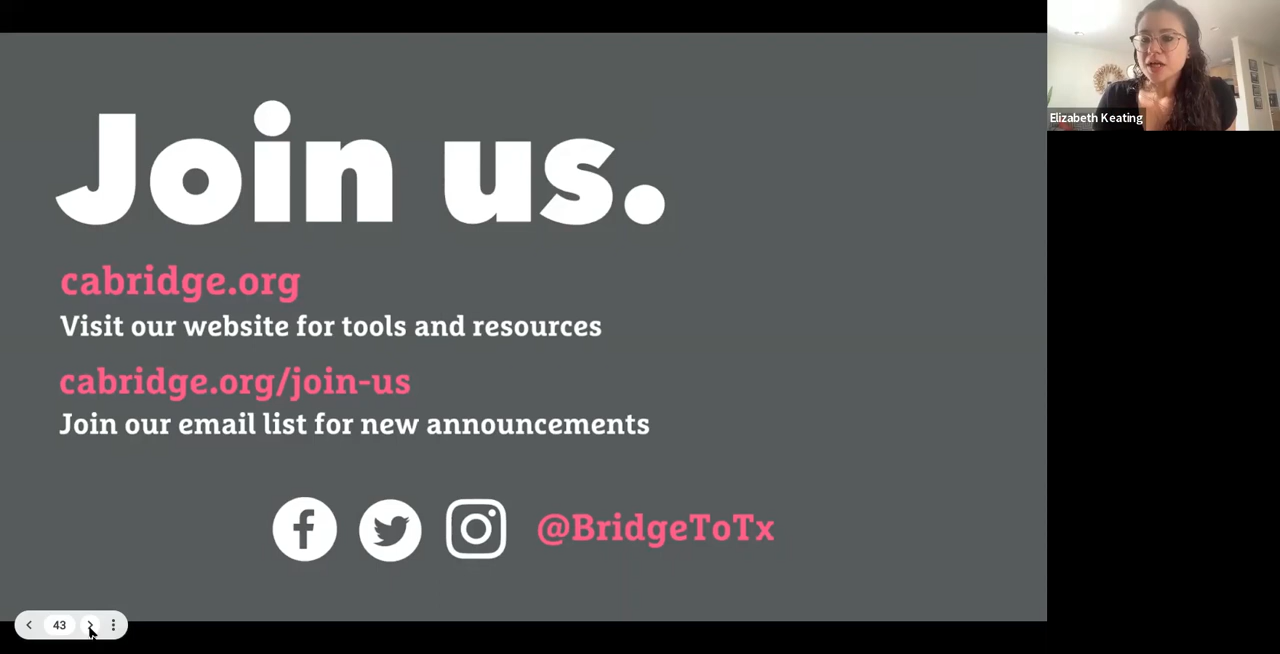 Join us.
cabridge.org
Visit our website for tools and resources
cabridge.org/join-us
Join our email list for new announcements
@BridgeToTx
Elizabeth Keating
43